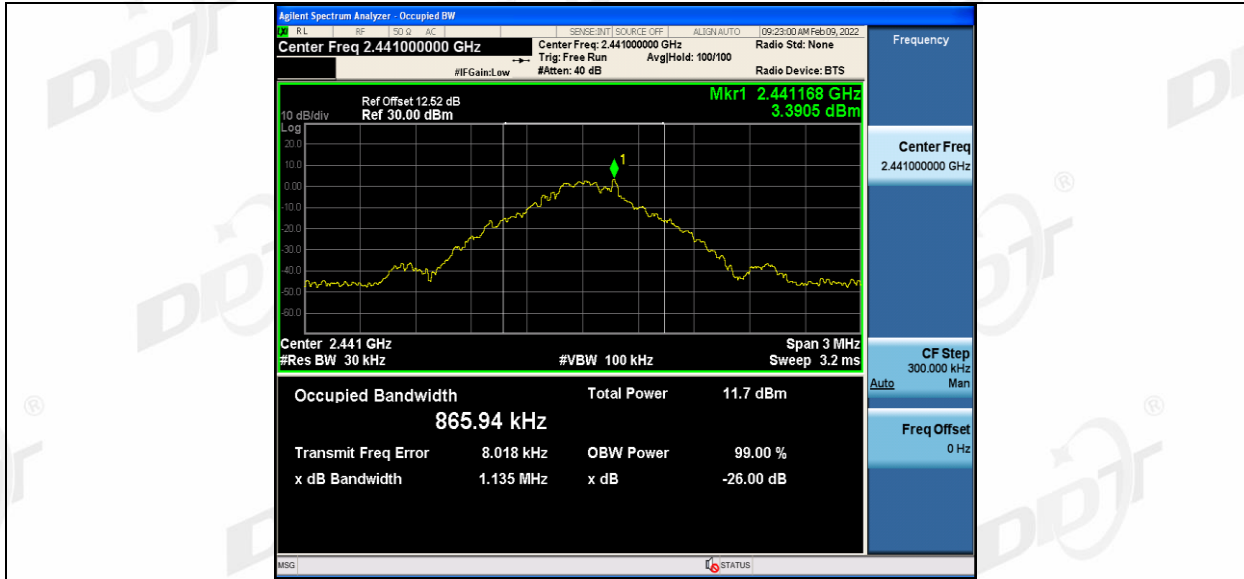 Agilent Spectrum Analyzer - Occupied BW
RL RF 50 Ω AC SENSE:INT SOURCE OFF ALIGN AUTO 09:23:00 AM Feb 09, 2022
Center Freq 2.441000000 GHz Center Freq: 2.441000000 GHz Radio Std: None
Trig: Free Run Avg|Hold: 100/100
#IFGain:Low #Atten: 40 dB Radio Device: BTS
Frequency
Mkr1 2.441168 GHz
3.3905 dBm
Ref Offset 12.52 dB
10 dB/div Ref 30.00 dBm
Log
20.0
10.0
0.00
-10.0
-20.0
-30.0
-40.0
-50.0
-60.0
1
Center 2.441 GHz Span 3 MHz
#Res BW 30 kHz #VBW 100 kHz Sweep 3.2 ms
Occupied Bandwidth Total Power 11.7 dBm
865.94 kHz
Transmit Freq Error 8.018 kHz OBW Power 99.00 %
x dB Bandwidth 1.135 MHz x dB -26.00 dB
Center Freq
2.441000000 GHz
CF Step
300.000 kHz
Auto Man
Freq Offset
0 Hz
MSG STATUS
DDT
®